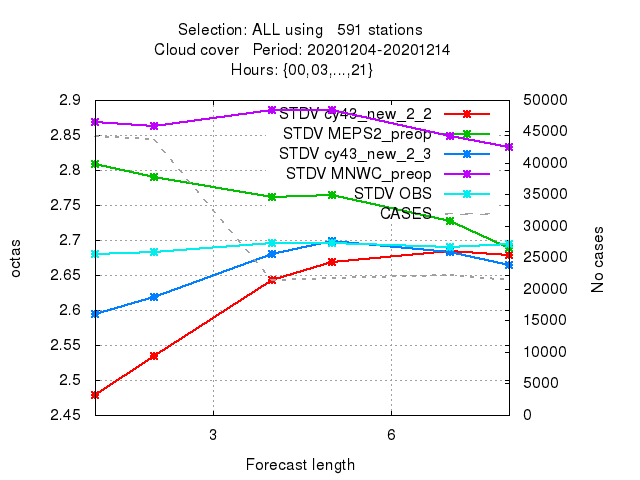 Selection: ALL using   591 stations
Cloud cover   Period: 20201204-20201214
Hours: {00,03,...,21}
STDV cy43_new_2_2
STDV MEPS2_preop
STDV cy43_new_2_3
STDV MNWC_preop
STDV OBS
CASES
2.9
2.85
2.8
2.75
2.7
2.65
2.6
2.55
2.5
2.45
octas
50000
45000
40000
35000
30000
25000
20000
15000
10000
5000
0
No cases
3
6
Forecast length